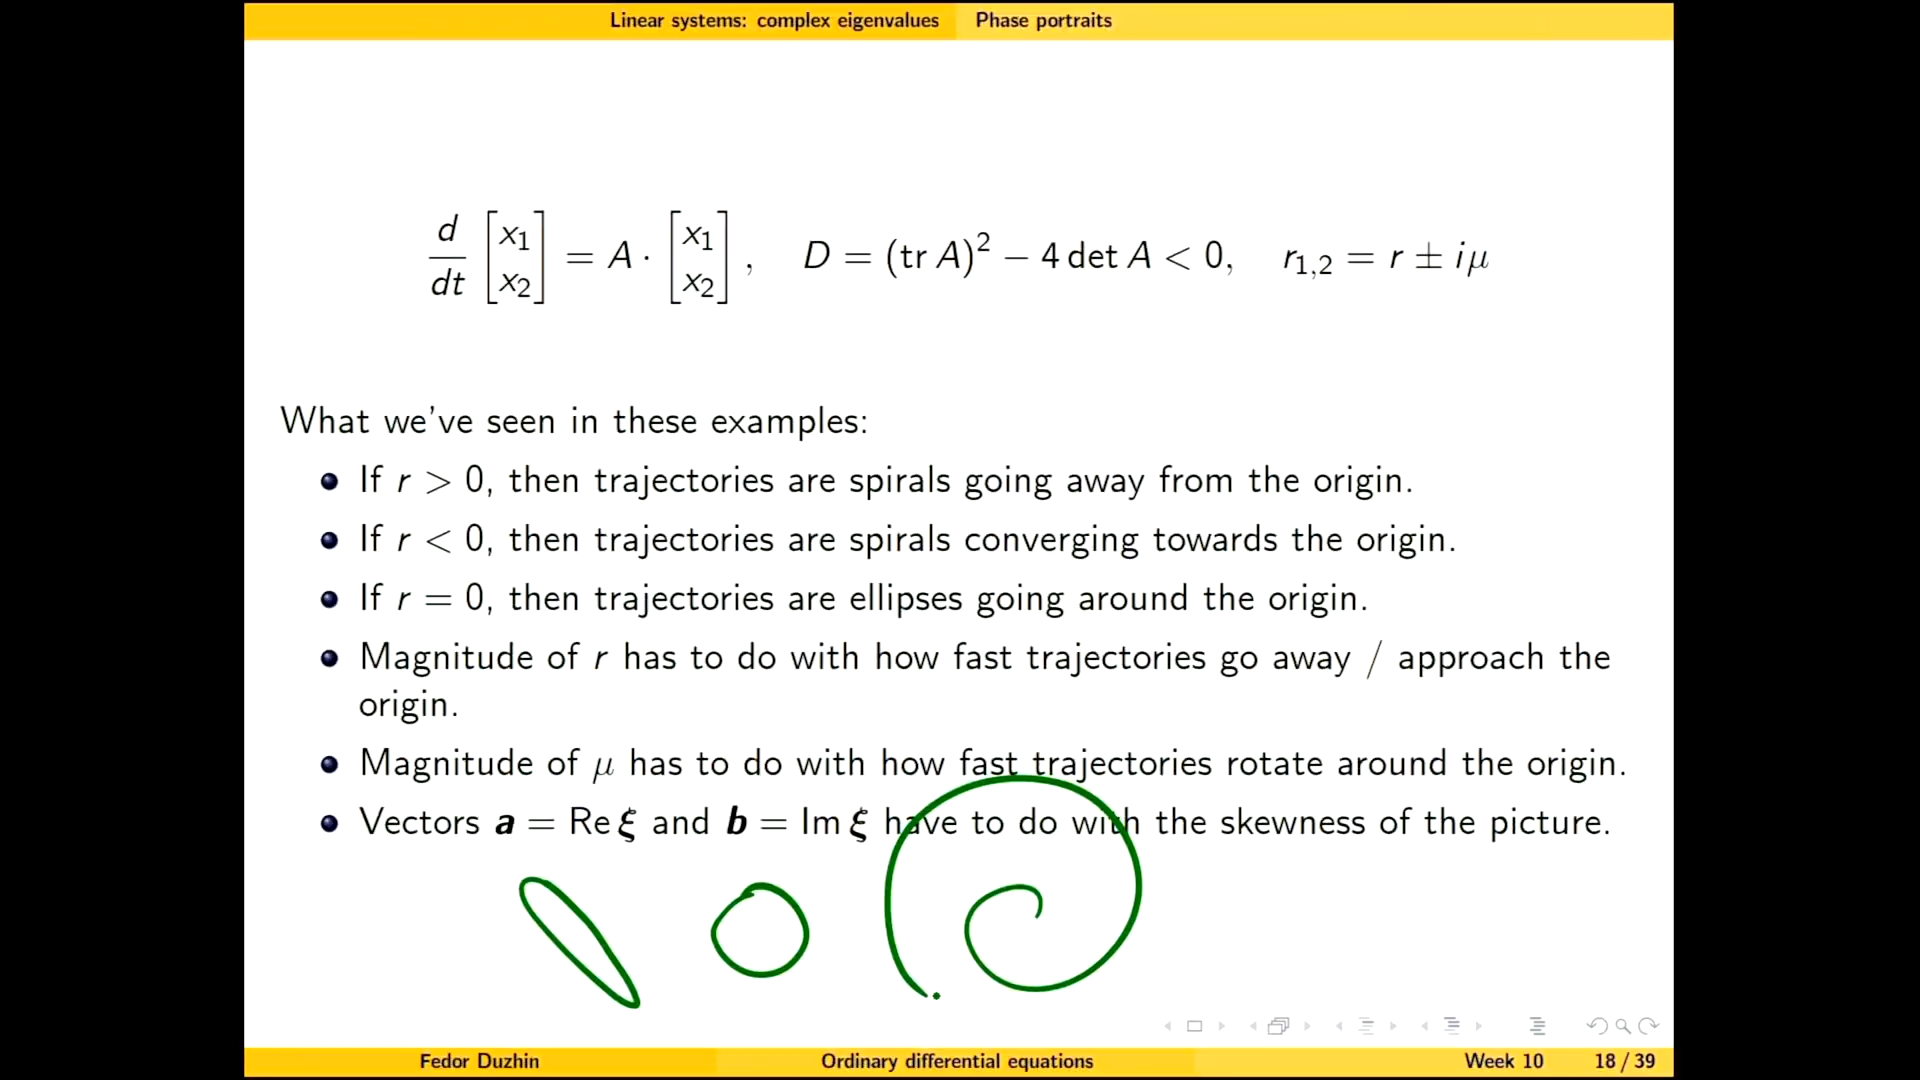 Linear systems: complex eigenvalues Phase portraits
d/dt [x₁ x₂] = A · [x₁ x₂], D = (tr A)² − 4 det A < 0, r₁,₂ = r ± iμ
What we've seen in these examples:
If r > 0, then trajectories are spirals going away from the origin.
If r < 0, then trajectories are spirals converging towards the origin.
If r = 0, then trajectories are ellipses going around the origin.
Magnitude of r has to do with how fast trajectories go away / approach the
origin.
Magnitude of μ has to do with how fast trajectories rotate around the origin.
Vectors a = Re ξ and b = Im ξ have to do with the skewness of the picture.
Fedor Duzhin Ordinary differential equations Week 10 18 / 39